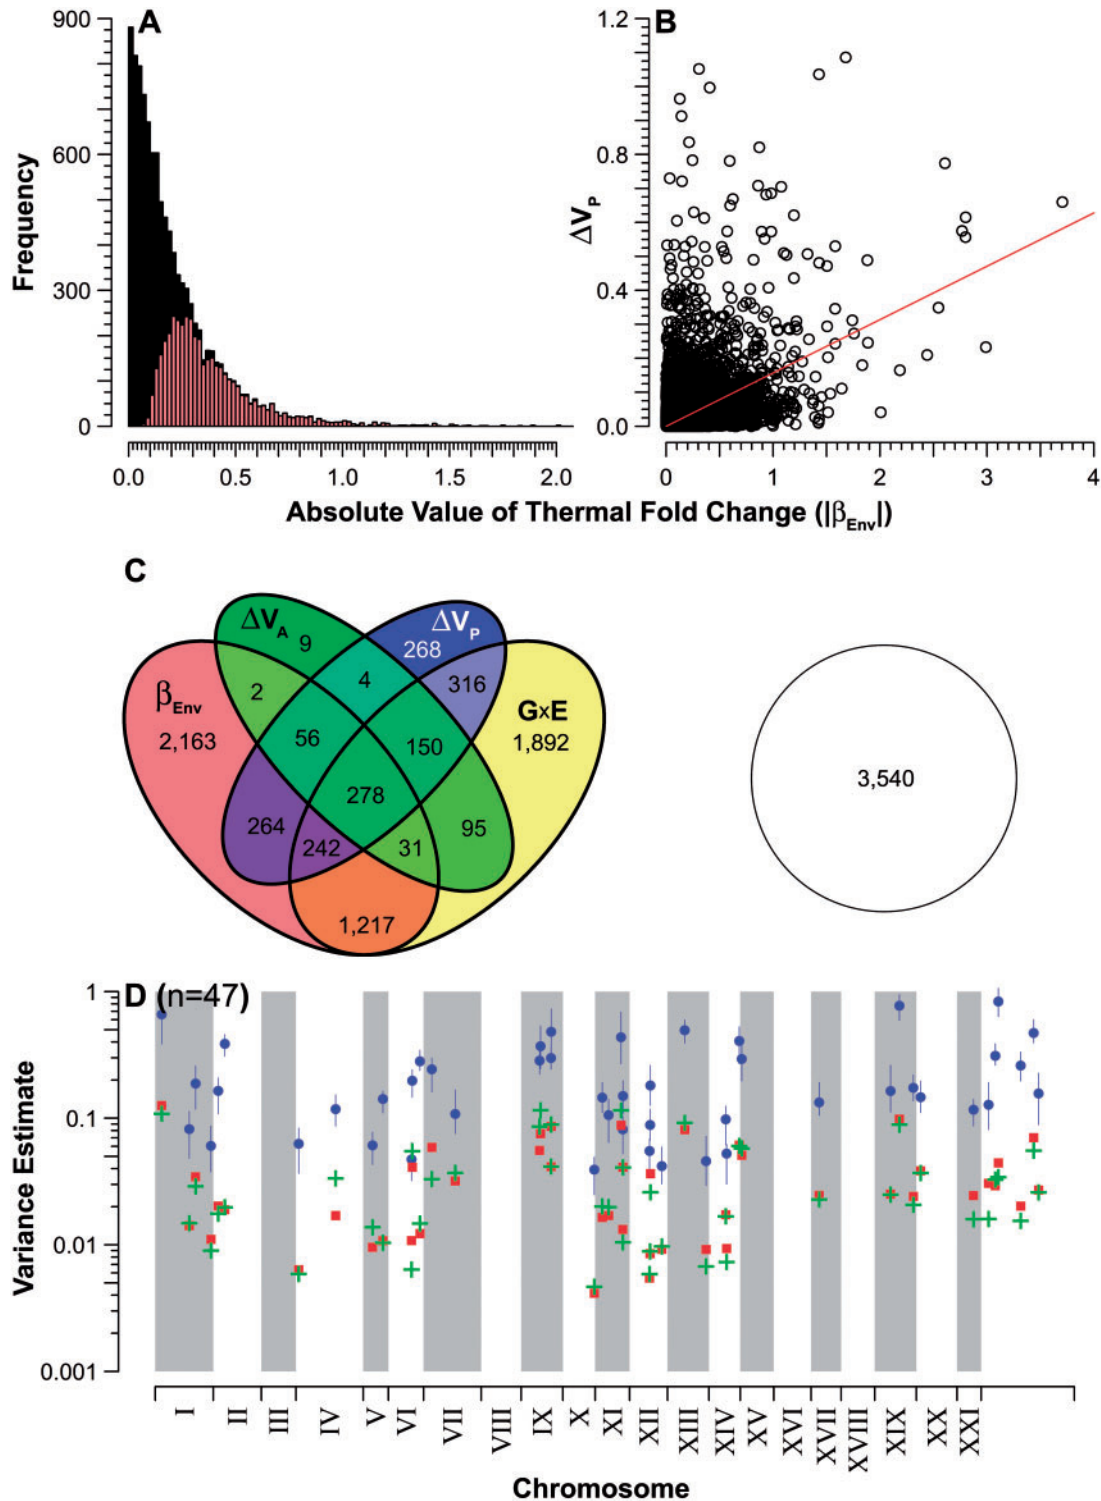 A
900
600
300
0
Frequency
0.0 0.5 1.0 1.5 2.0
B
1.2
0.8
0.4
0.0
ΔVP
0 1 2 3 4
Absolute Value of Thermal Fold Change (|βEnv|)
C
ΔVA
9
ΔVP
268
βEnv
2,163
2
4
316
GxE
1,892
56
150
278
264
242
31
95
1,217
3,540
D (n=47)
1
0.1
0.01
0.001
Variance Estimate
I II III IV V VI VII VIII IX X XI XII XIII XIV XV XVI XVII XVIII XIX XX XXI
Chromosome